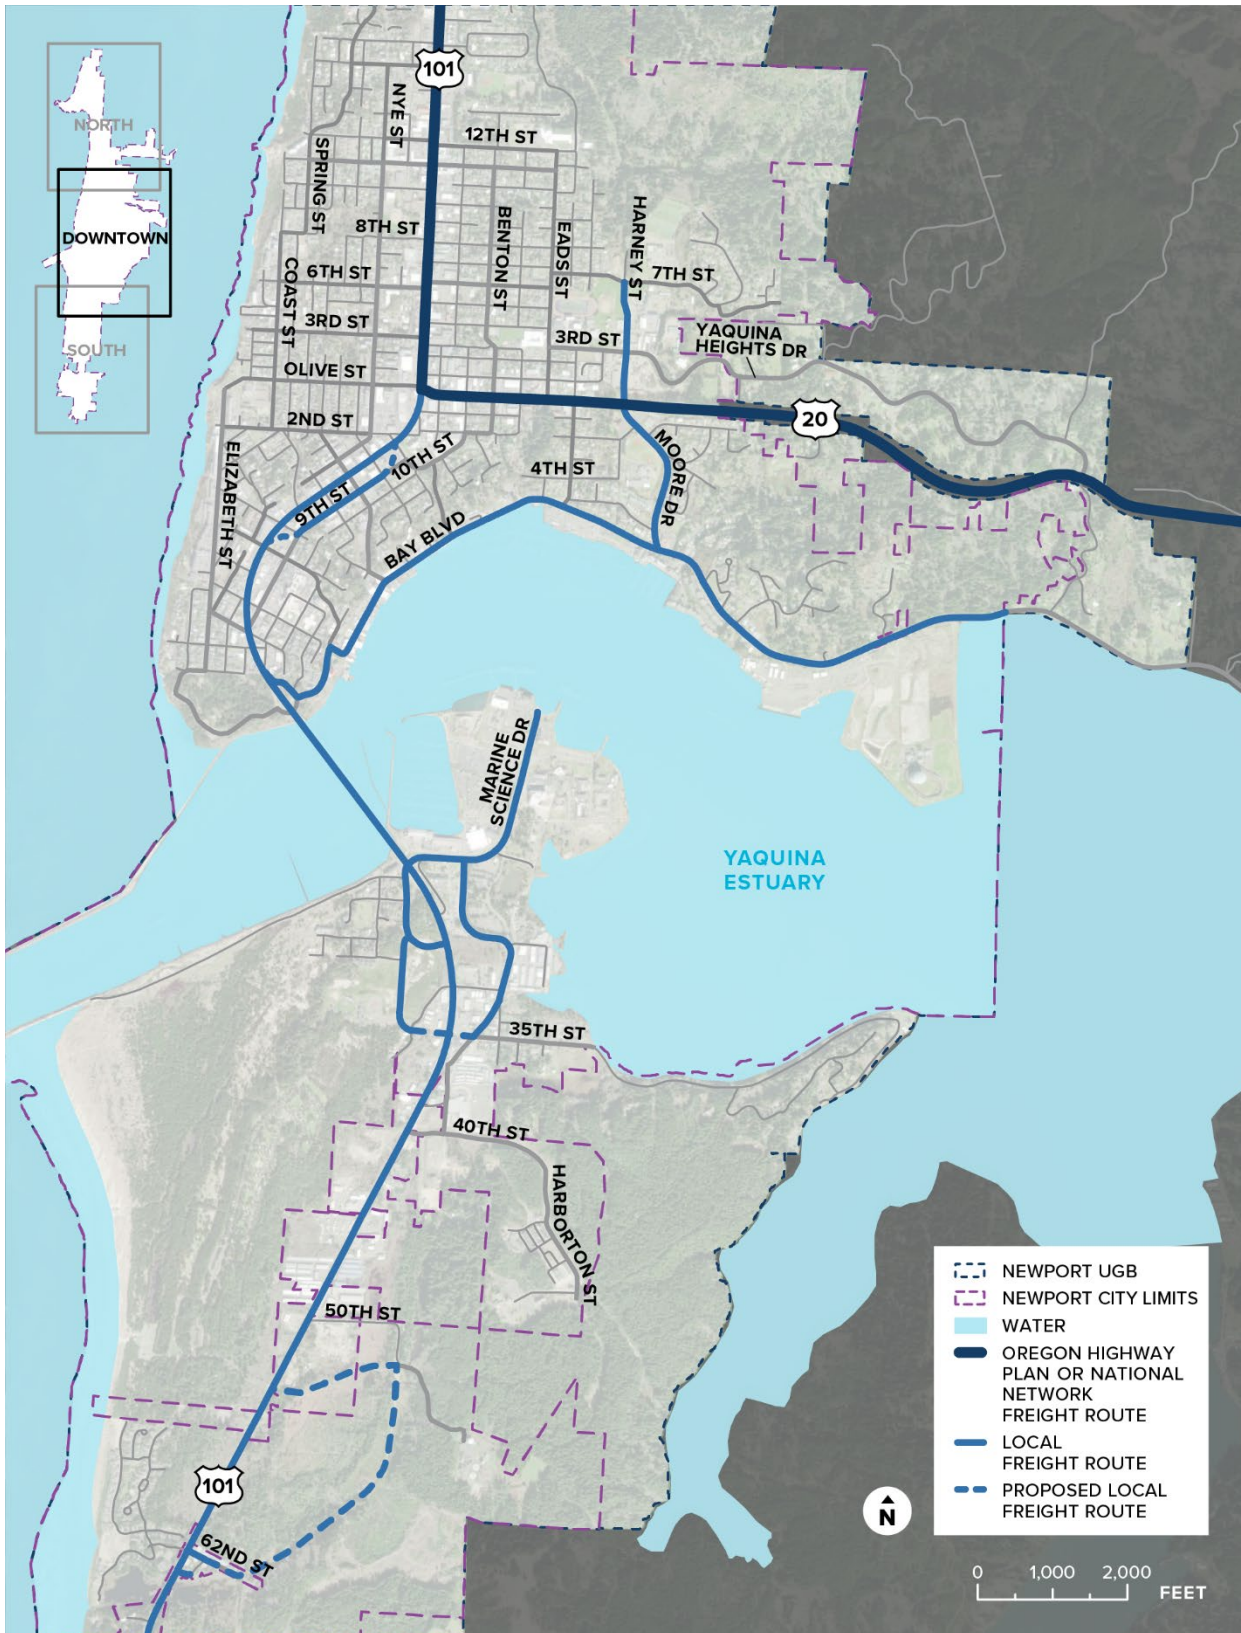 NORTH
DOWNTOWN
SOUTH
101
NYE ST
12TH ST
SPRING ST
HARNEY ST
8TH ST
BENTON ST
EADS ST
COAST ST
6TH ST
7TH ST
3RD ST
3RD ST
YAQUINA
HEIGHTS DR
OLIVE ST
20
2ND ST
10TH ST
MOORE DR
4TH ST
ELIZABETH ST
9TH ST
BAY BLVD
MARINE
SCIENCE DR
YAQUINA
ESTUARY
35TH ST
40TH ST
HARBORTON ST
50TH ST
101
62ND ST
NEWPORT UGB
NEWPORT CITY LIMITS
WATER
OREGON HIGHWAY
PLAN OR NATIONAL
NETWORK
FREIGHT ROUTE
LOCAL
FREIGHT ROUTE
PROPOSED LOCAL
FREIGHT ROUTE
N
0 1,000 2,000
FEET